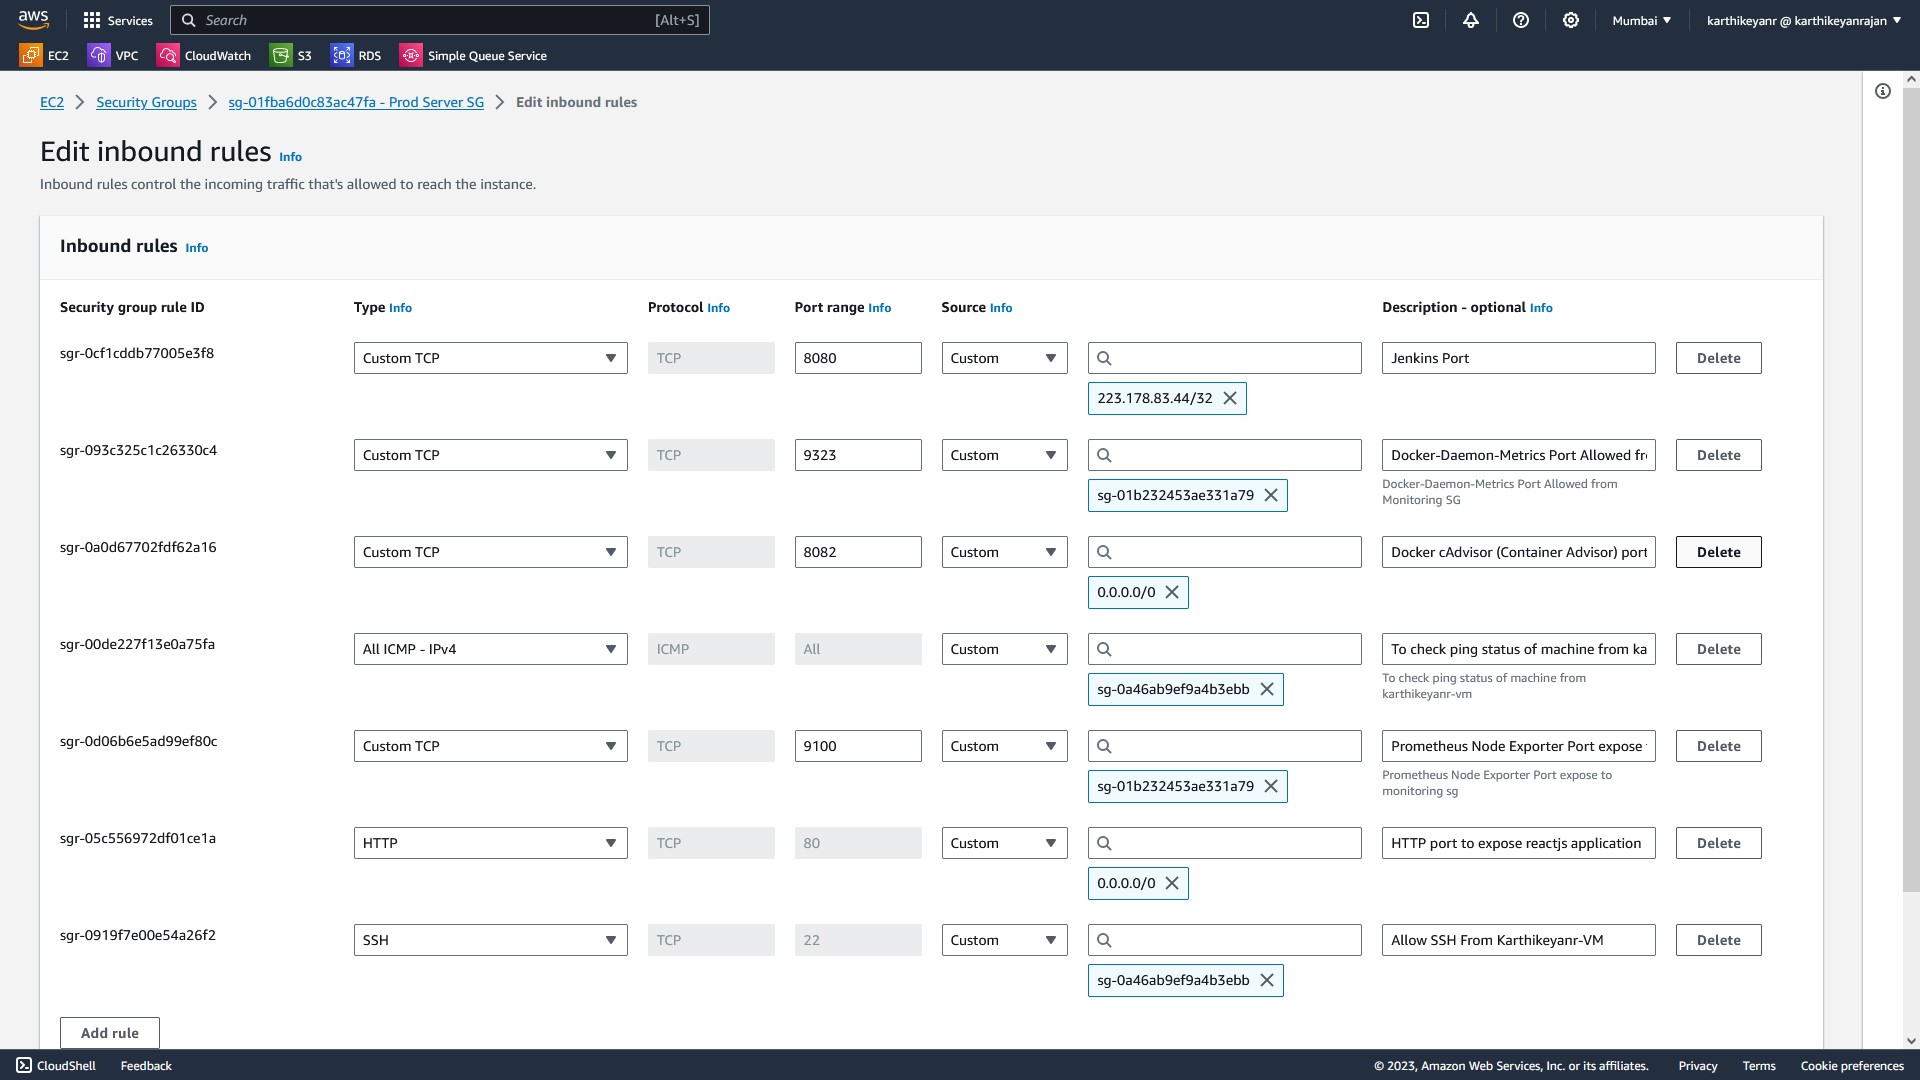 aws Services Search [Alt+S] Mumbai ▼ karthikeyanr @ karthikeyanrajan ▼
EC2 VPC CloudWatch S3 RDS Simple Queue Service
EC2 > Security Groups > sg-01fba6d0c83ac47fa - Prod Server SG > Edit inbound rules
Edit inbound rules Info
Inbound rules control the incoming traffic that's allowed to reach the instance.
Inbound rules Info
Security group rule ID Type Info Protocol Info Port range Info Source Info Description - optional Info
sgr-0cf1cddb77005e3f8 Custom TCP TCP 8080 Custom Jenkins Port Delete
223.178.83.44/32
sgr-093c325c1c26330c4 Custom TCP TCP 9323 Custom Docker-Daemon-Metrics Port Allowed fr Delete
sg-01b232453ae331a79 Docker-Daemon-Metrics Port Allowed from
Monitoring SG
sgr-0a0d67702fdf62a16 Custom TCP TCP 8082 Custom Docker cAdvisor (Container Advisor) port Delete
0.0.0.0/0
sgr-00de227f13e0a75fa All ICMP - IPv4 ICMP All Custom To check ping status of machine from ka Delete
sg-0a46ab9ef9a4b3ebb To check ping status of machine from
karthikeyanr-vm
sgr-0d06b6e5ad99ef80c Custom TCP TCP 9100 Custom Prometheus Node Exporter Port expose Delete
sg-01b232453ae331a79 Prometheus Node Exporter Port expose to
monitoring sg
sgr-05c556972df01ce1a HTTP TCP 80 Custom HTTP port to expose reactjs application Delete
0.0.0.0/0
sgr-0919f7e00e54a26f2 SSH TCP 22 Custom Allow SSH From Karthikeyanr-VM Delete
sg-0a46ab9ef9a4b3ebb
Add rule
CloudShell Feedback © 2023, Amazon Web Services, Inc. or its affiliates. Privacy Terms Cookie preferences